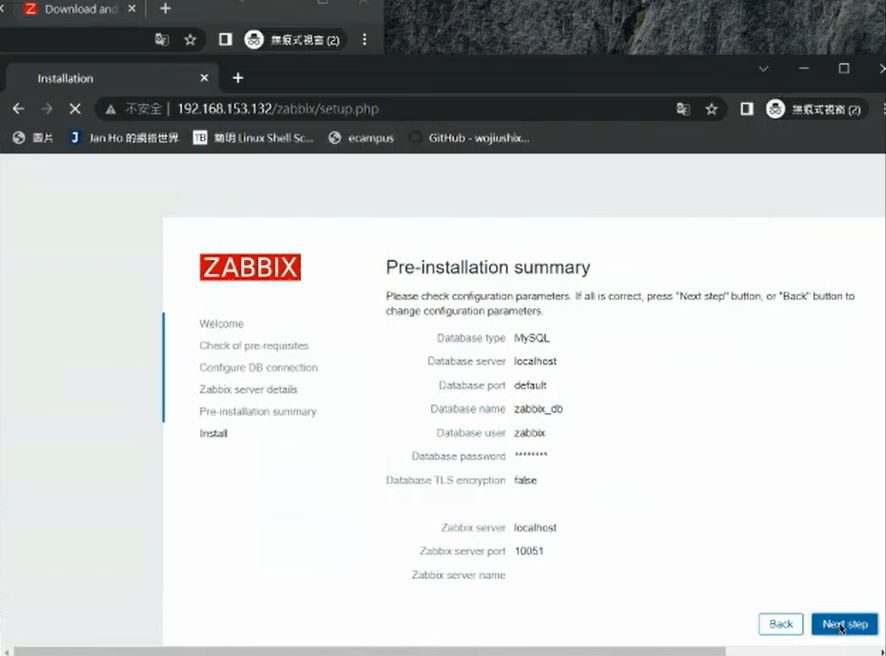 Download and
無痕式視窗 (2)
Installation
不安全 192.168.153.132/zabbix/setup.php
無痕式視窗 (2)
圖片 J Jan Ho 的網絡世界 TB 簡明 Linux Shell Sc... ecampus GitHub - wojiushix...
ZABBIX
Welcome
Check of pre-requisites
Configure DB connection
Zabbix server details
Pre-installation summary
Install
Pre-installation summary
Please check configuration parameters. If all is correct, press "Next step" button, or "Back" button to
change configuration parameters.
Database type MySQL
Database server localhost
Database port default
Database name zabbix_db
Database user zabbix
Database password ********
Database TLS encryption false
Zabbix server localhost
Zabbix server port 10051
Zabbix server name
Back Next step